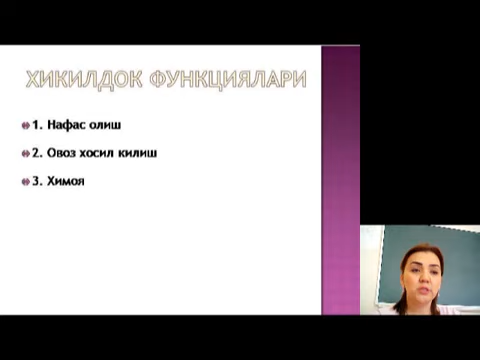 ХИКИЛДОК ФУНКЦИЯЛАРИ
1. Нафас олиш
2. Овоз хосил килиш
3. Химоя